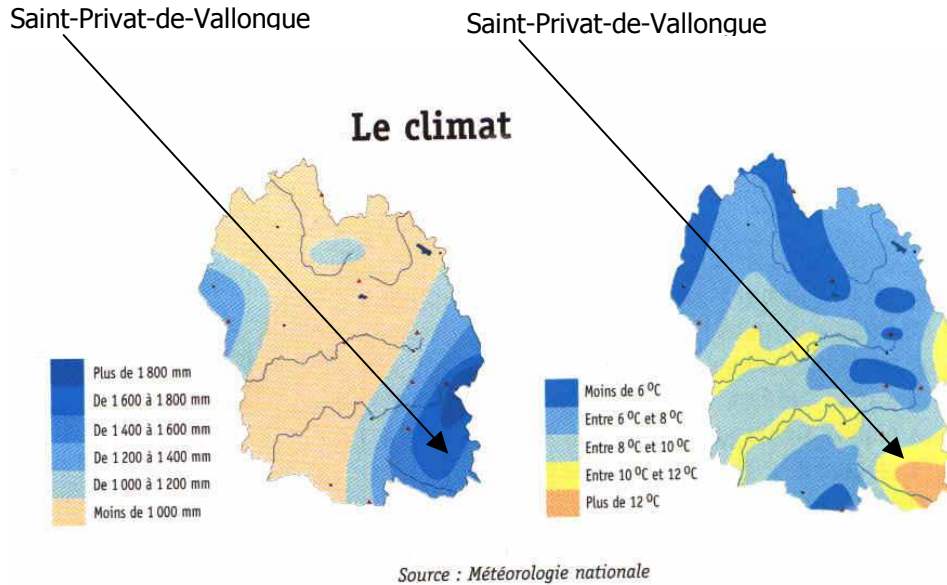 Saint-Privat-de-Vallongue
Saint-Privat-de-Vallongue
Le climat
Plus de 1 800 mm
De 1 600 à 1 800 mm
De 1 400 à 1 600 mm
De 1 200 à 1 400 mm
De 1 000 à 1 200 mm
Moins de 1 000 mm
Moins de 6 °C
Entre 6 °C et 8 °C
Entre 8 °C et 10 °C
Entre 10 °C et 12 °C
Plus de 12 °C
Source : Météorologie nationale